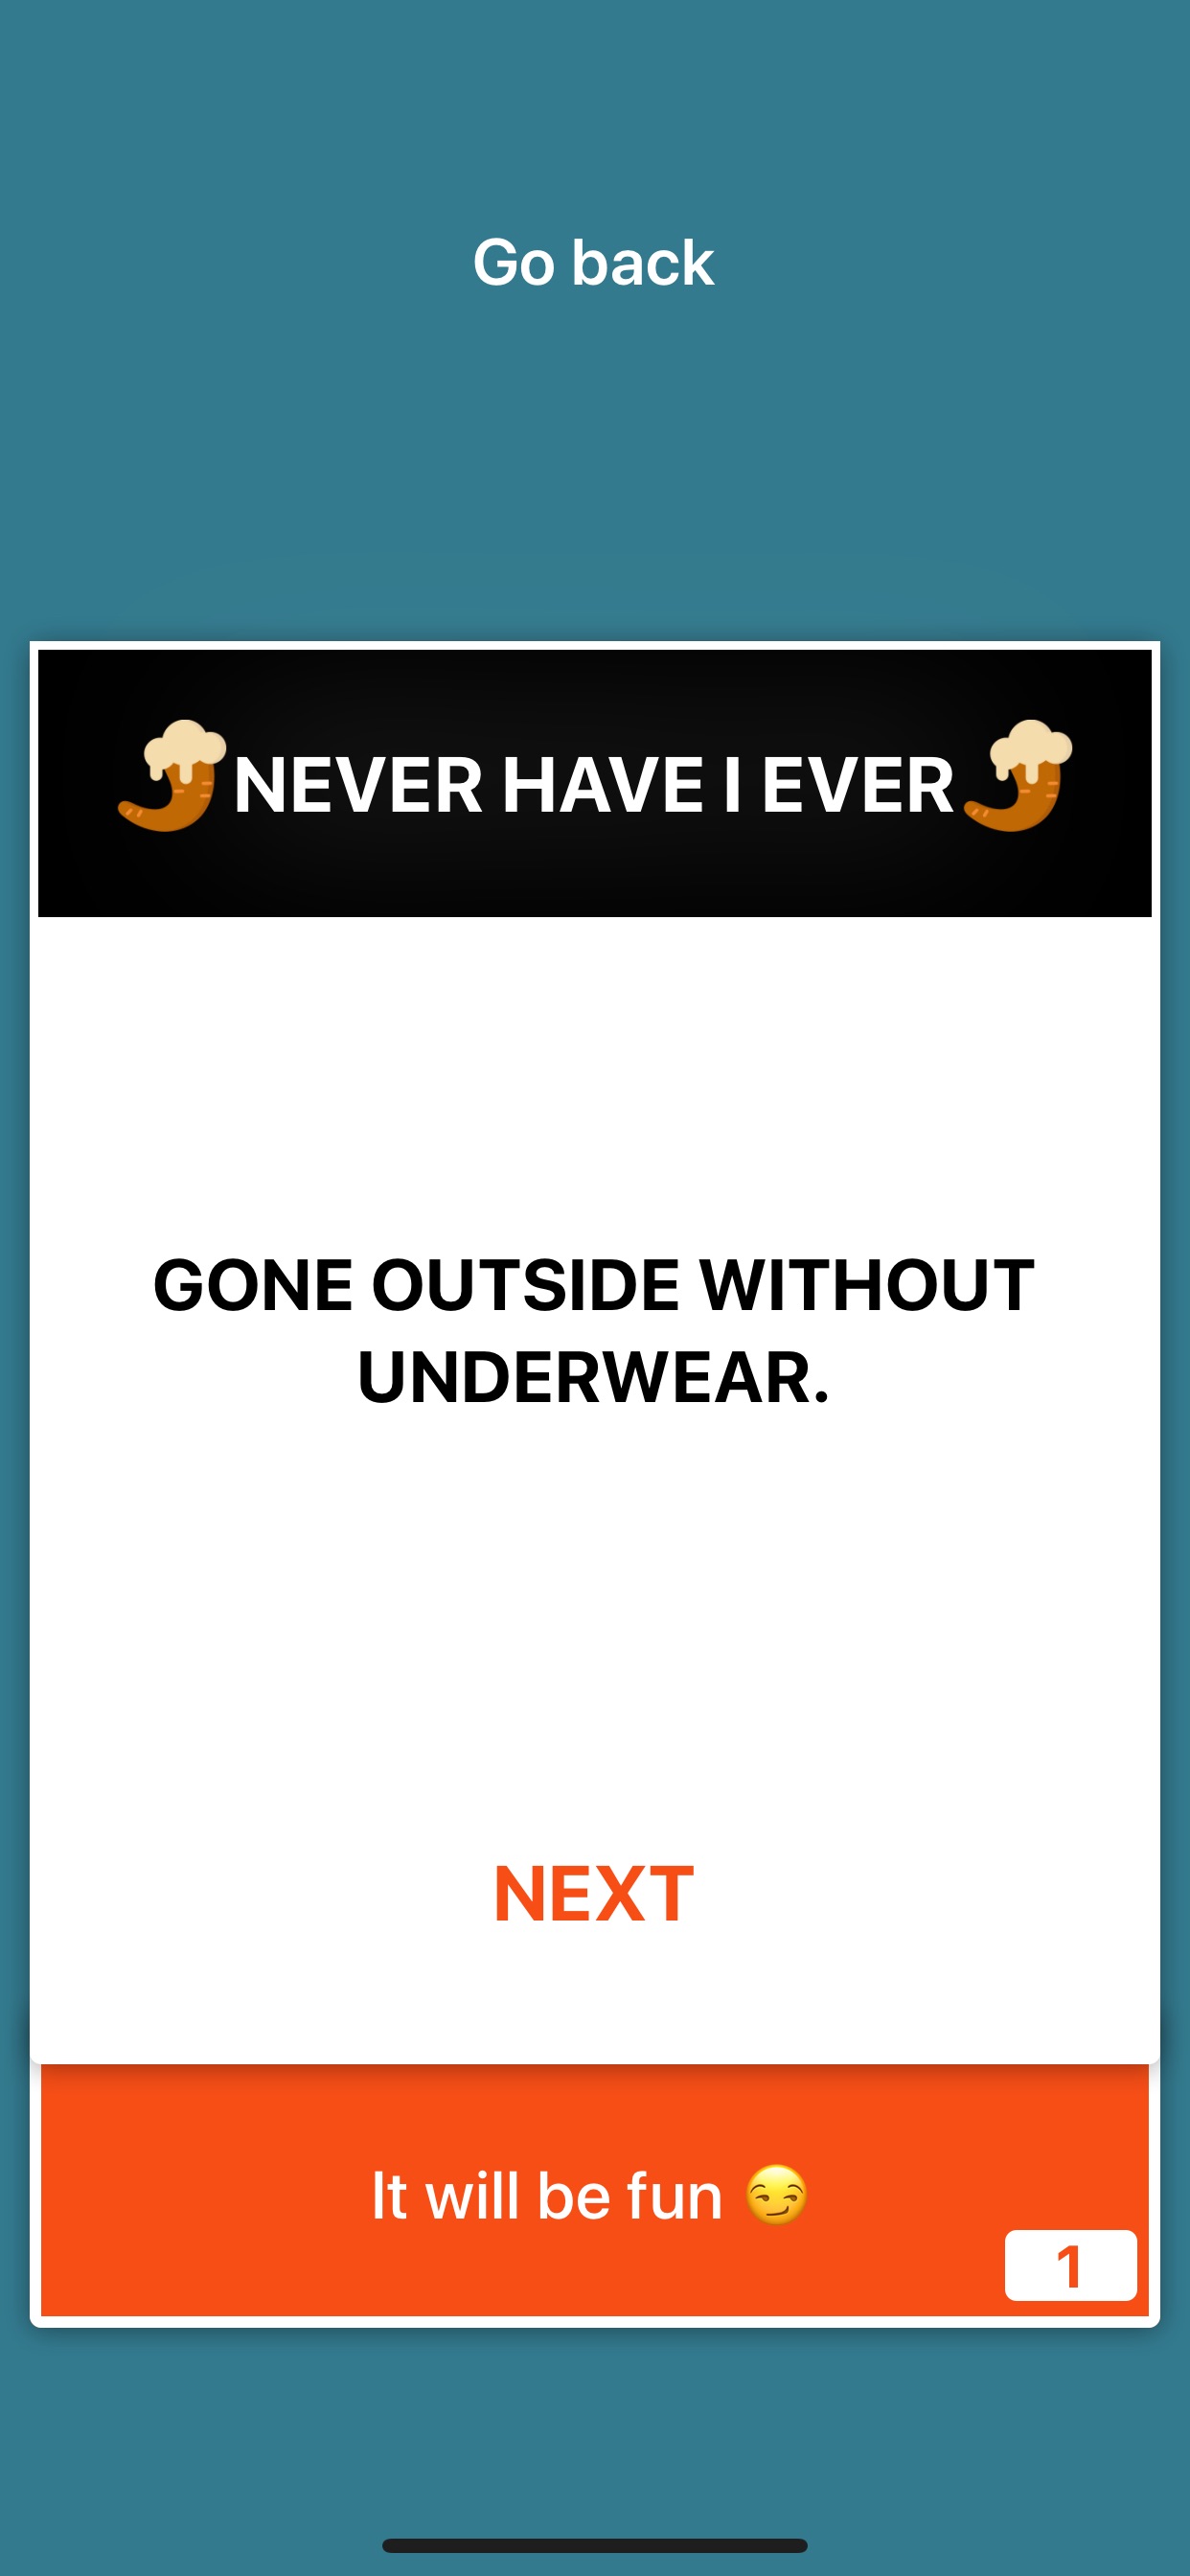 Go back
NEVER HAVE I EVER
GONE OUTSIDE WITHOUT
UNDERWEAR.
NEXT
It will be fun 😏
1